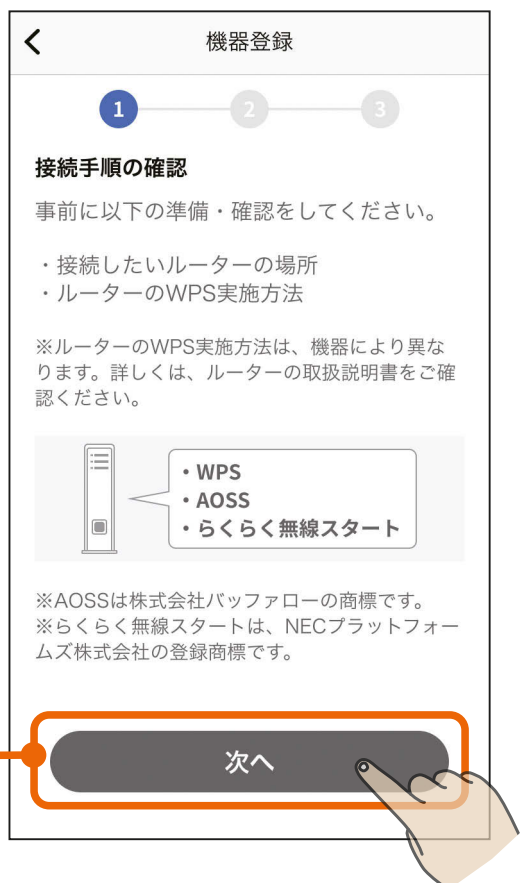 機器登録
1 2 3
接続手順の確認
事前に以下の準備・確認をしてください。
・接続したいルーターの場所
・ルーターのWPS実施方法
※ルーターのWPS実施方法は、機器により異な
ります。詳しくは、ルーターの取扱説明書をご確
認ください。
・WPS
・AOSS
・らくらく無線スタート
※AOSSは株式会社バッファローの商標です。
※らくらく無線スタートは、NECプラットフォー
ムズ株式会社の登録商標です。
次へ